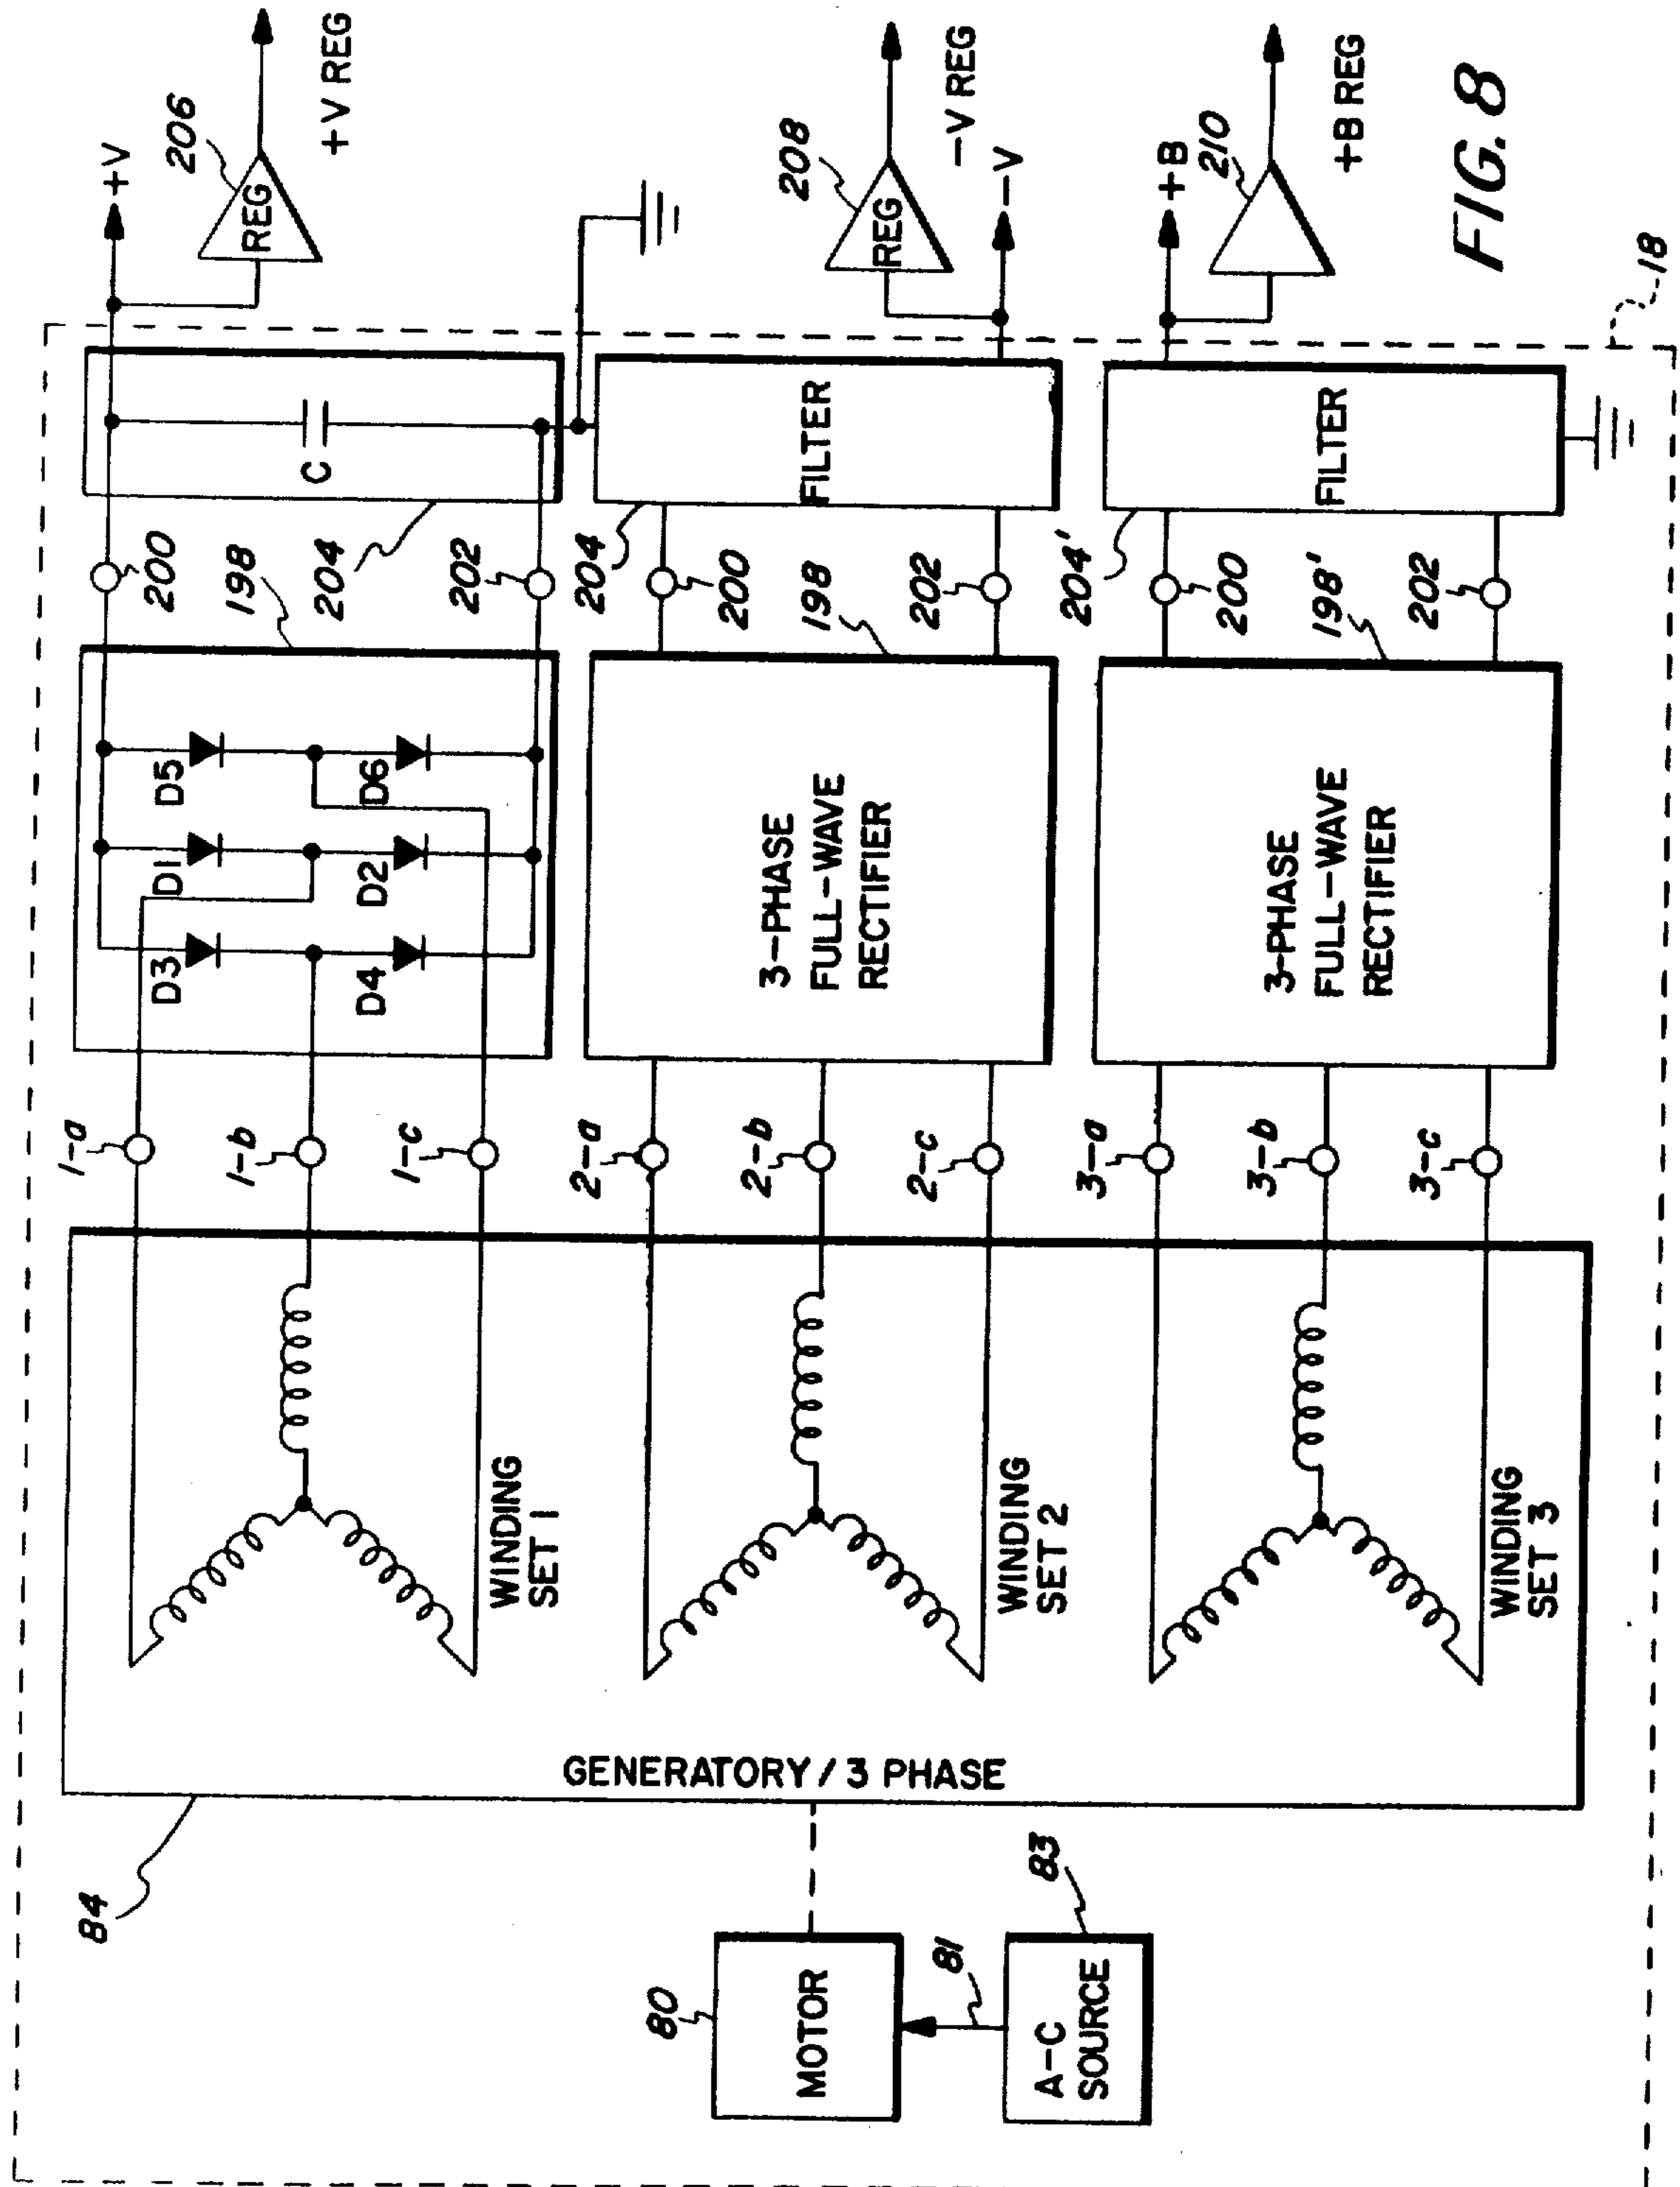 84
GENERATORY / 3 PHASE
80
MOTOR
81
A-C
SOURCE
83
WINDING
SET 1
WINDING
SET 2
WINDING
SET 3
1-a
1-b
1-c
2-a
2-b
2-c
3-a
3-b
3-c
D3
D1
D5
D4
D2
D6
198
3-PHASE
FULL-WAVE
RECTIFIER
198
3-PHASE
FULL-WAVE
RECTIFIER
198'
200
204
202
C
204
200
202
FILTER
204'
200
202
FILTER
+V
206
REG
+V REG
208
REG
-V REG
-V
+B
210
+B REG
18
FIG. 8